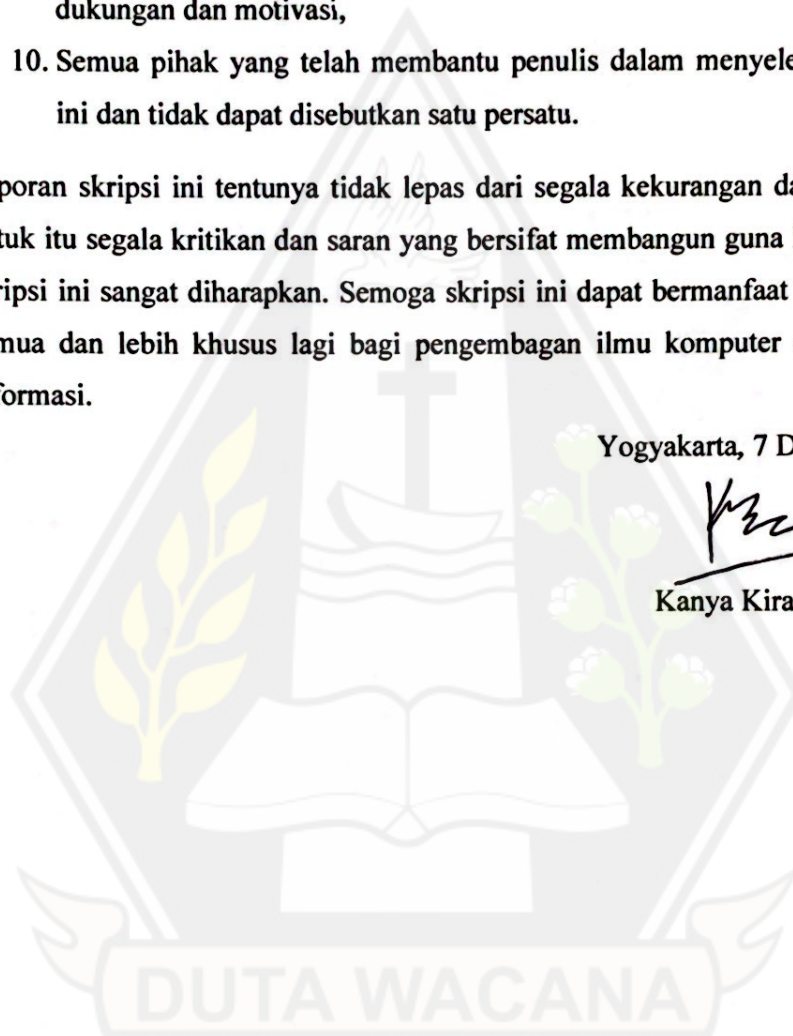 dukungan dan motivasi,
10. Semua pihak yang telah membantu penulis dalam menyele
ini dan tidak dapat disebutkan satu persatu.
poran skripsi ini tentunya tidak lepas dari segala kekurangan da
tuk itu segala kritikan dan saran yang bersifat membangun guna
ripsi ini sangat diharapkan. Semoga skripsi ini dapat bermanfaat
mua dan lebih khusus lagi bagi pengembagan ilmu komputer
formasi.
Yogyakarta, 7 D
Kanya Kira
DUTA WACANA